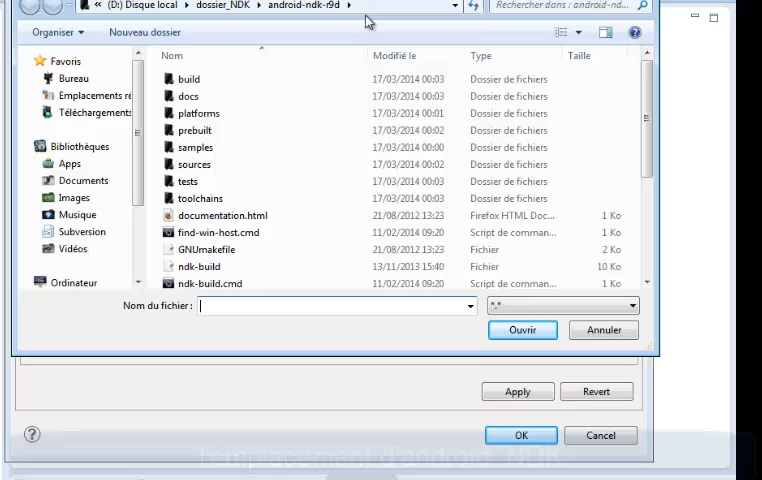 (D:) Disque local ▸ dossier_NDK ▸ android-ndk-r9d ▸ Rechercher dans : android-nd...
Organiser Nouveau dossier
Favoris
Bureau
Emplacements ré
Téléchargements
Bibliothèques
Apps
Documents
Images
Musique
Subversion
Vidéos
Ordinateur
Nom Modifié le Type Taille
build 17/03/2014 00:03 Dossier de fichiers
docs 17/03/2014 00:03 Dossier de fichiers
platforms 17/03/2014 00:01 Dossier de fichiers
prebuilt 17/03/2014 00:02 Dossier de fichiers
samples 17/03/2014 00:00 Dossier de fichiers
sources 17/03/2014 00:02 Dossier de fichiers
tests 17/03/2014 00:03 Dossier de fichiers
toolchains 17/03/2014 00:03 Dossier de fichiers
documentation.html 21/08/2012 13:23 Firefox HTML Doc... 1 Ko
find-win-host.cmd 11/02/2014 09:20 Script de comman... 1 Ko
GNUmakefile 21/08/2012 13:23 Fichier 2 Ko
ndk-build 13/11/2013 15:40 Fichier 10 Ko
ndk-build.cmd 11/02/2014 09:20 Script de comman... 1 Ko
Nom du fichier : *.*
Ouvrir Annuler
Apply Revert
OK Cancel
l'emplacement d'android_NDK